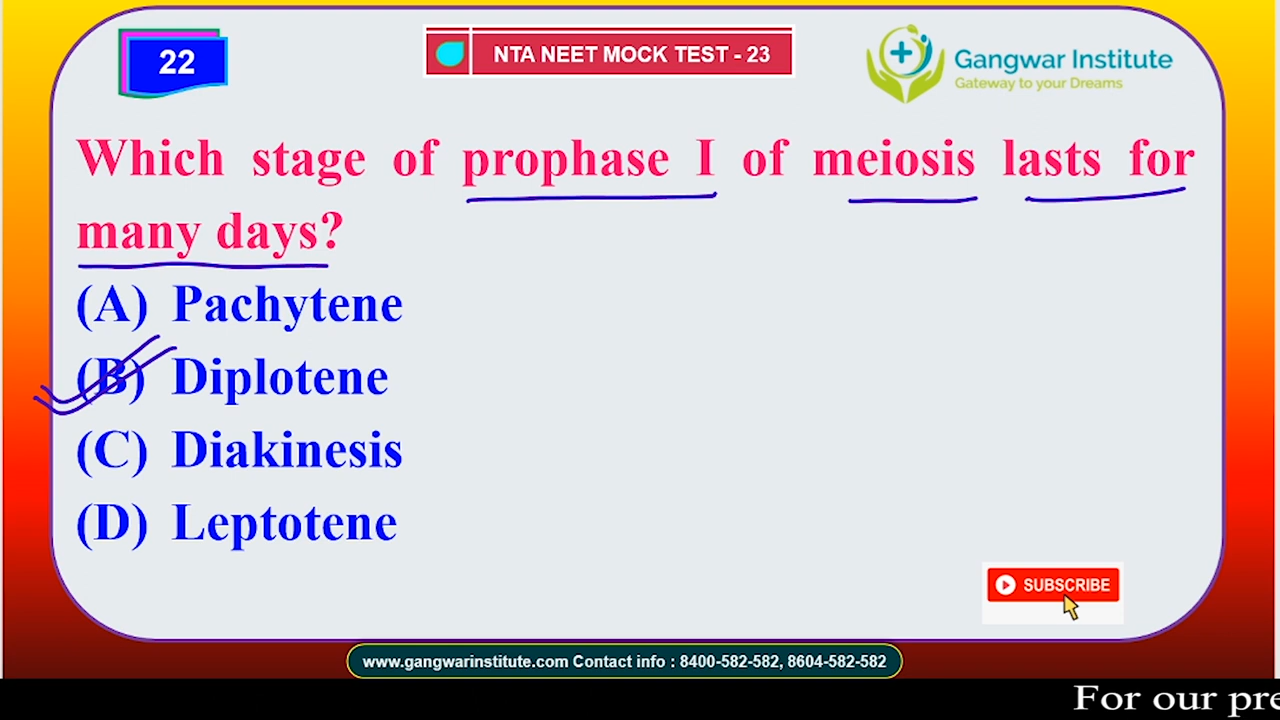 22
NTA NEET MOCK TEST - 23
Gangwar Institute
Gateway to your Dreams
Which stage of prophase I of meiosis lasts for
many days?
(A) Pachytene
(B) Diplotene
(C) Diakinesis
(D) Leptotene
SUBSCRIBE
www.gangwarinstitute.com Contact info : 8400-582-582, 8604-582-582
For our pre